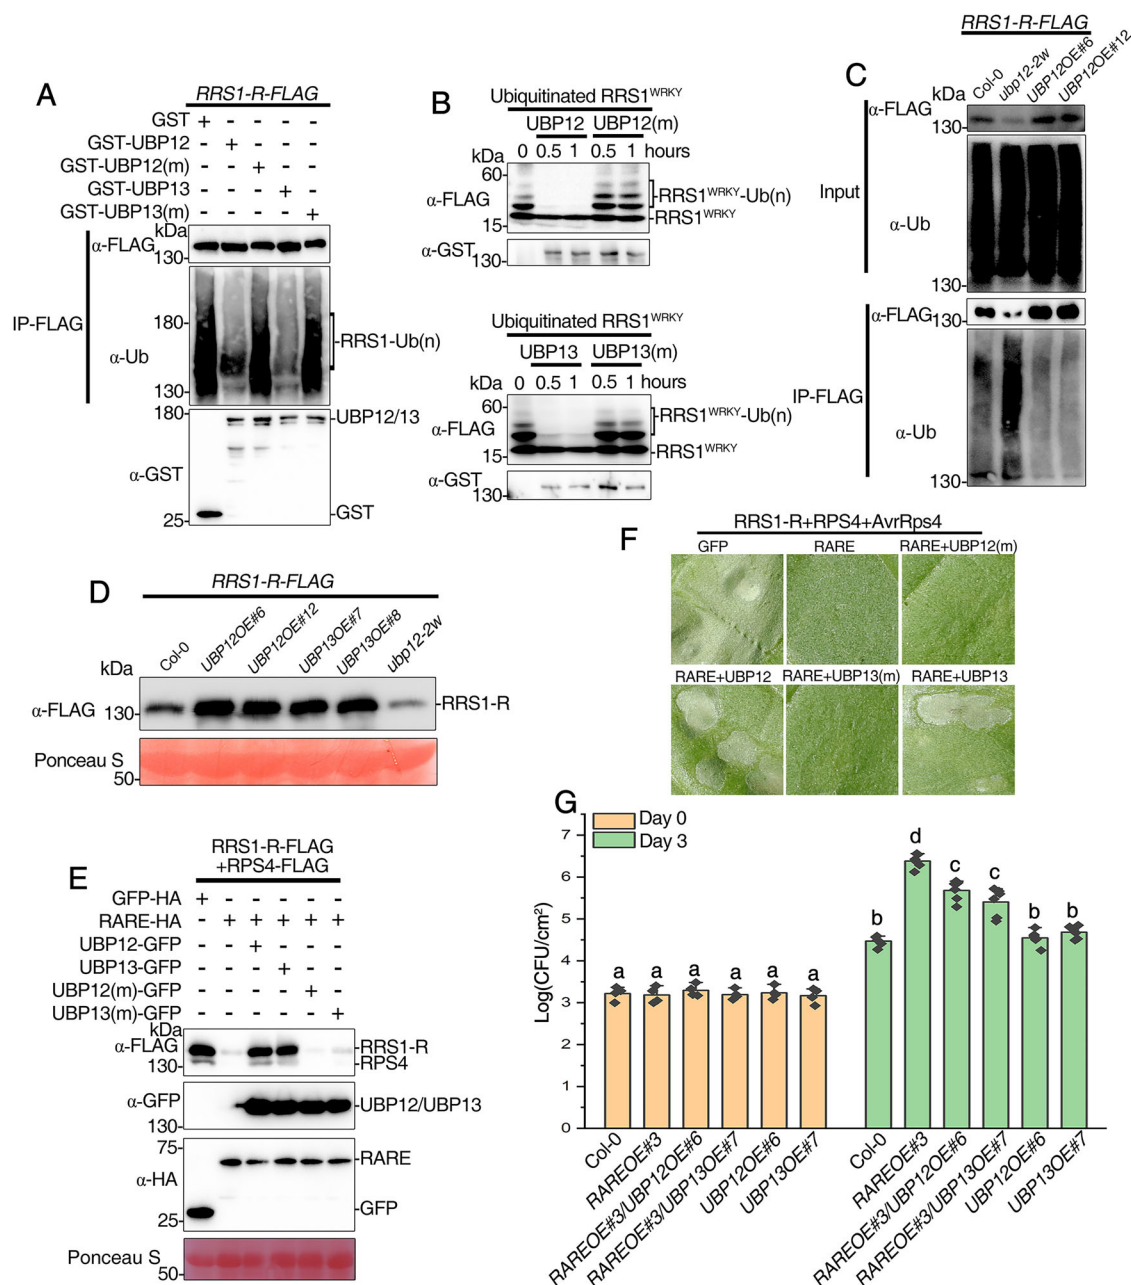 A
RRS1-R-FLAG
GST + - - - -
GST-UBP12 - + - - -
GST-UBP12(m) - - + - -
GST-UBP13 - - - + -
GST-UBP13(m) - - - - +
kDa
IP-FLAG
α-FLAG
130
180
α-Ub
RRS1-Ub(n)
130
180
UBP12/13
α-GST
GST
25
B
Ubiquitinated RRS1WRKY
UBP12 UBP12(m)
kDa 0 0.5 1 0.5 1 hours
60
α-FLAG
RRS1WRKY-Ub(n)
RRS1WRKY
15
α-GST
130
Ubiquitinated RRS1WRKY
UBP13 UBP13(m)
kDa 0 0.5 1 0.5 1 hours
60
α-FLAG
RRS1WRKY-Ub(n)
RRS1WRKY
15
α-GST
130
C
RRS1-R-FLAG
Col-0 ubp12-2w UBP12OE#6 UBP12OE#12
kDa
Input
α-FLAG
130
α-Ub
130
IP-FLAG
α-FLAG
130
α-Ub
130
D
RRS1-R-FLAG
Col-0 UBP12OE#6 UBP12OE#12 UBP13OE#7 UBP13OE#8 ubp12-2w
kDa
α-FLAG 130
RRS1-R
Ponceau S
50
E
RRS1-R-FLAG
+RPS4-FLAG
GFP-HA + - - - - -
RARE-HA - + + + + +
UBP12-GFP - - + - - -
UBP13-GFP - - - + - -
UBP12(m)-GFP - - - - + -
UBP13(m)-GFP - - - - - +
kDa
α-FLAG
RRS1-R
130
RPS4
α-GFP
UBP12/UBP13
130
75
RARE
α-HA
GFP
25
Ponceau S
50
F
RRS1-R+RPS4+AvrRps4
GFP RARE RARE+UBP12(m)
RARE+UBP12 RARE+UBP13(m) RARE+UBP13
G
Day 0
Day 3
Log(CFU/cm²)
7
6
5
4
3
2
1
0
a a a a a a
b d c c b b
Col-0 RAREOE#3 RAREOE#3/UBP12OE#6 RAREOE#3/UBP13OE#7 UBP12OE#6 UBP13OE#7
Col-0 RAREOE#3 RAREOE#3/UBP12OE#6 RAREOE#3/UBP13OE#7 UBP12OE#6 UBP13OE#7